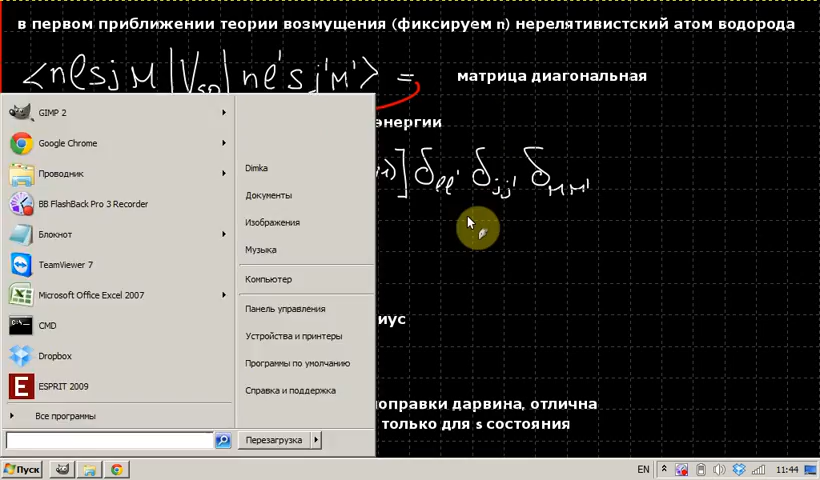 в первом приближении теории возмущения (фиксируем n) нерелятивистский атом водорода
<nℓsjм|V_SO|nℓ'sj'м'> =
матрица диагональная
энергии
] δℓℓ' δjj' δмм'
иус
поправки дарвина, отлична
только для s состояния
GIMP 2
Google Chrome
Проводник
BB FlashBack Pro 3 Recorder
Блокнот
TeamViewer 7
Microsoft Office Excel 2007
CMD
Dropbox
ESPRIT 2009
Все программы
Dimka
Документы
Изображения
Музыка
Компьютер
Панель управления
Устройства и принтеры
Программы по умолчанию
Справка и поддержка
Перезагрузка
Пуск
EN
11:44